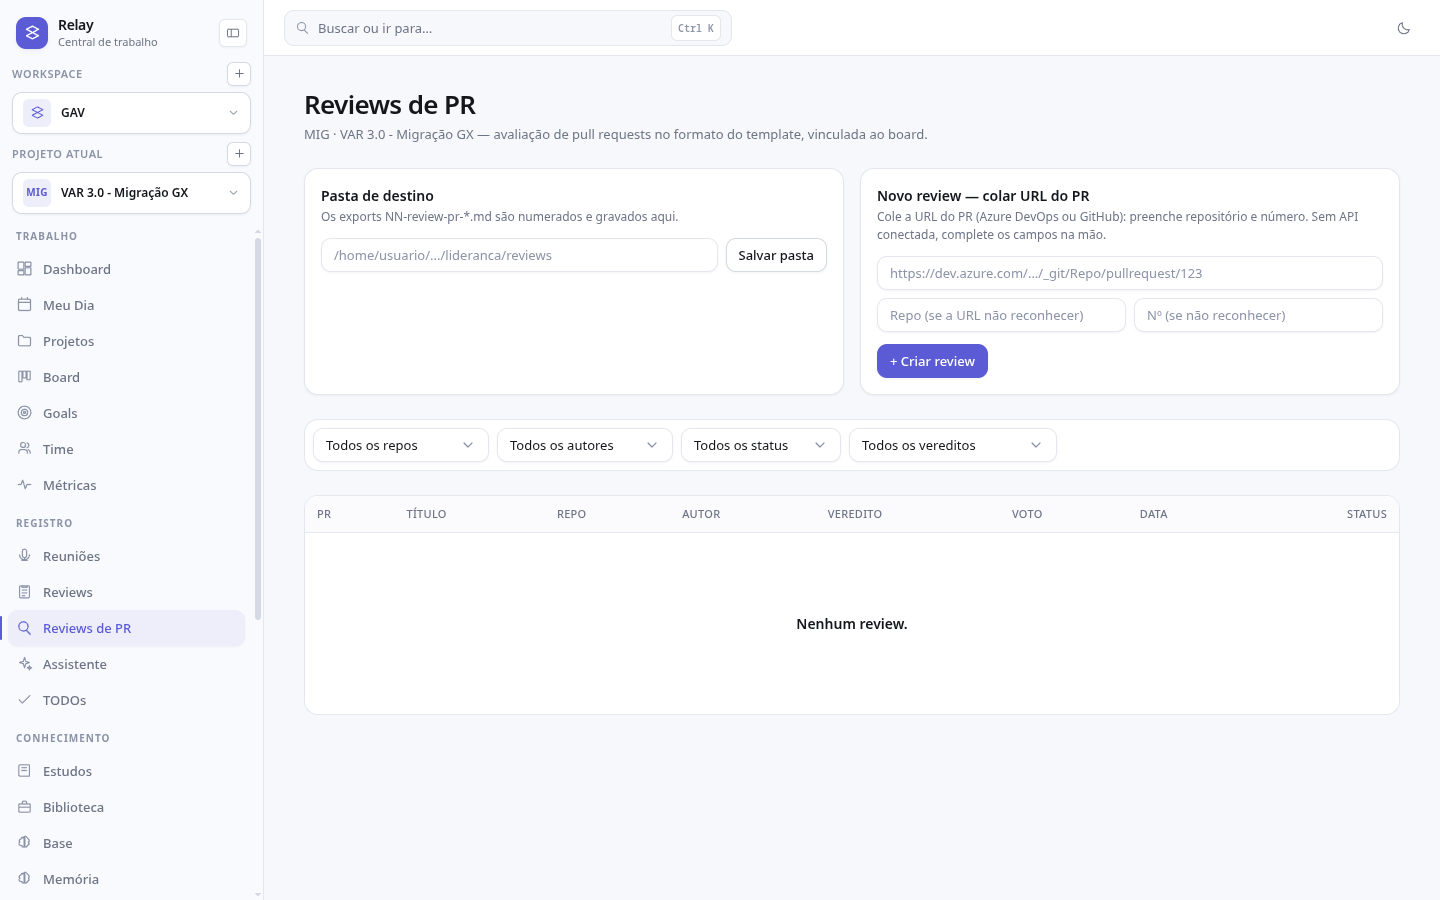 Relay
Central de trabalho
WORKSPACE
GAV
PROJETO ATUAL
MIG VAR 3.0 - Migração GX
TRABALHO
Dashboard
Meu Dia
Projetos
Board
Goals
Time
Métricas
REGISTRO
Reuniões
Reviews
Reviews de PR
Assistente
TODOs
CONHECIMENTO
Estudos
Biblioteca
Base
Memória
Buscar ou ir para... Ctrl K
Reviews de PR
MIG · VAR 3.0 - Migração GX — avaliação de pull requests no formato do template, vinculada ao board.
Pasta de destino
Os exports NN-review-pr-*.md são numerados e gravados aqui.
/home/usuario/.../lideranca/reviews Salvar pasta
Novo review — colar URL do PR
Cole a URL do PR (Azure DevOps ou GitHub): preenche repositório e número. Sem API
conectada, complete os campos na mão.
https://dev.azure.com/.../_git/Repo/pullrequest/123
Repo (se a URL não reconhecer) Nº (se não reconhecer)
+ Criar review
Todos os repos Todos os autores Todos os status Todos os vereditos
PR TÍTULO REPO AUTOR VEREDITO VOTO DATA STATUS
Nenhum review.